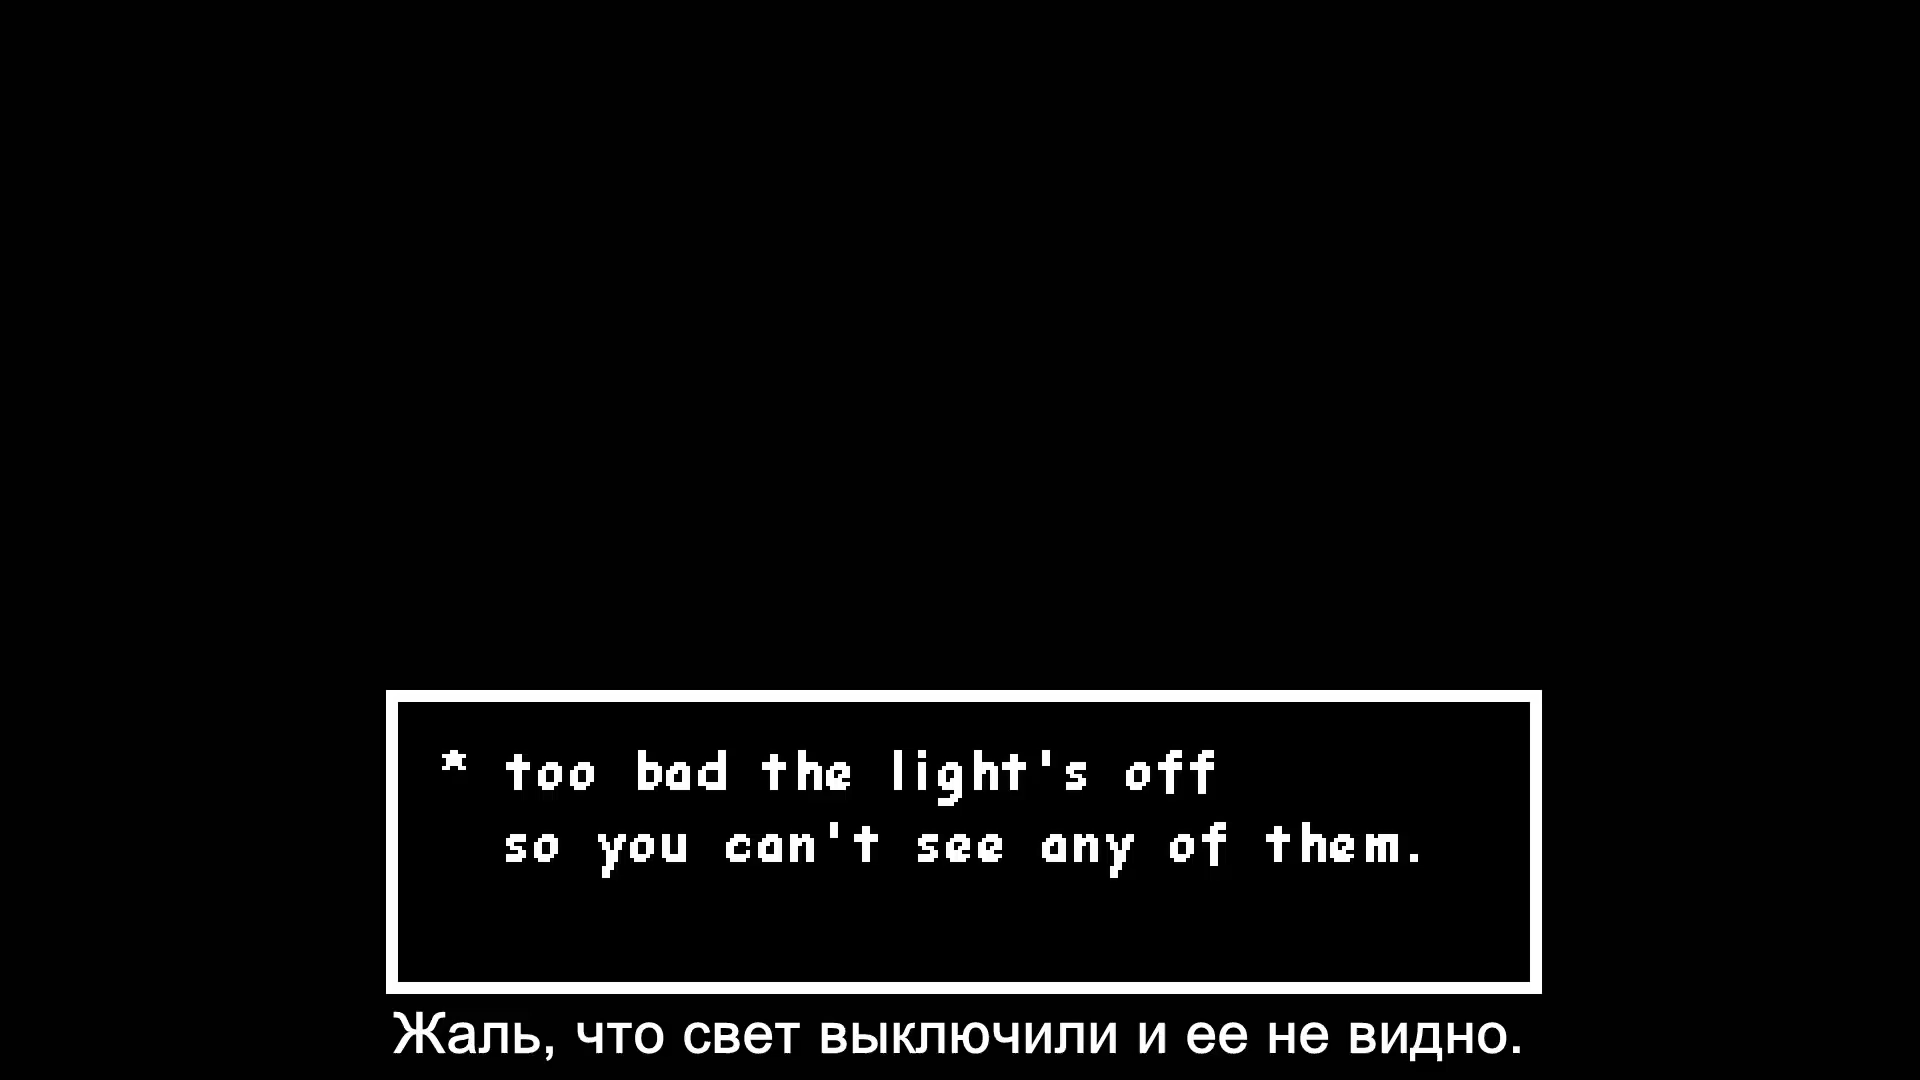 * too bad the light's off
so you can't see any of them.
Жаль, что свет выключили и ее не видно.